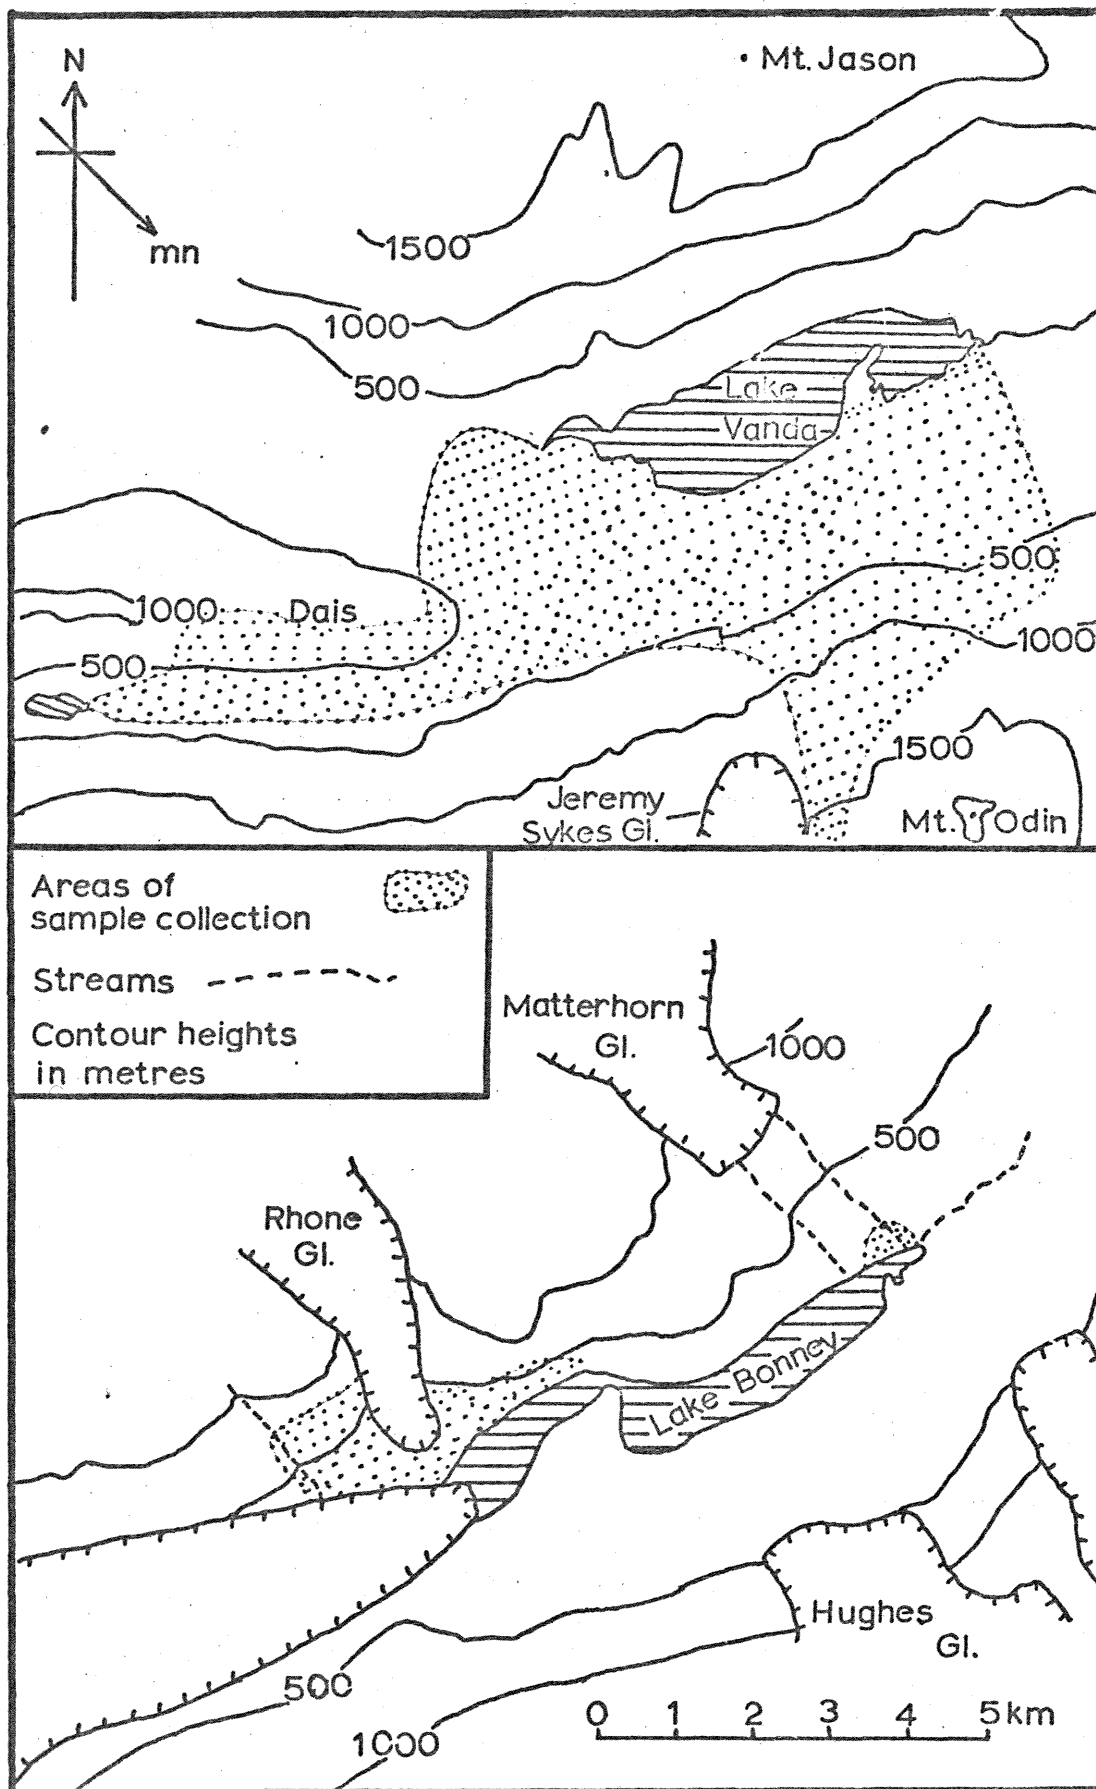 N
mn
Mt. Jason
1500
1000
500
Lake
Vanda
500
1000
Dais
1000
500
1500
Jeremy
Sykes Gl.
Mt. Odin
Areas of
sample collection
Streams
Contour heights
in metres
Matterhorn
Gl.
1000
500
Rhone
Gl.
Lake Bonney
Hughes
Gl.
500
1000
0 1 2 3 4 5 km